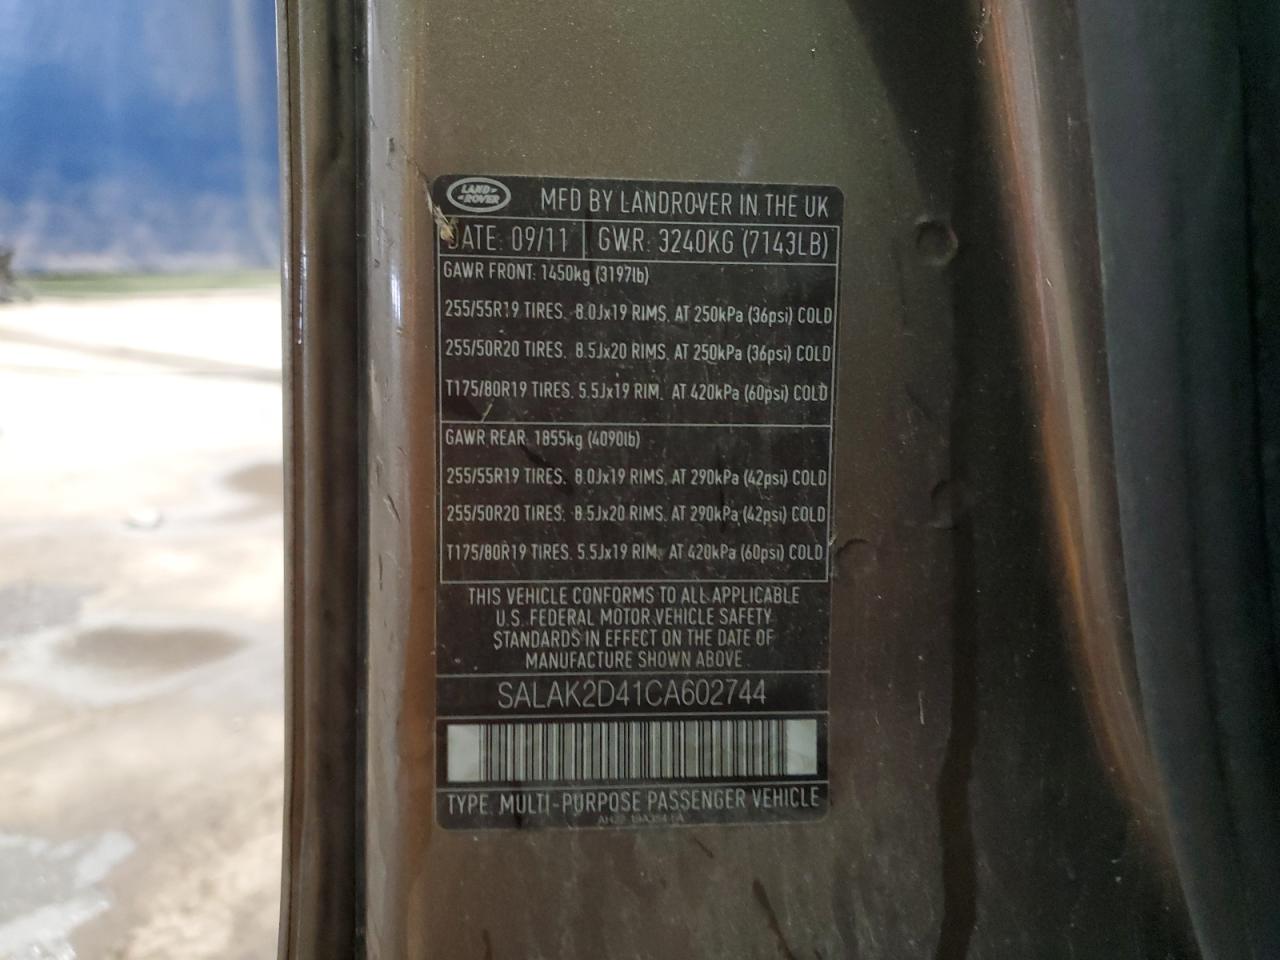 LAND ROVER
MFD BY LANDROVER IN THE UK
DATE: 09/11 GWR: 3240KG (7143LB)
GAWR FRONT: 1450kg (3197lb)
255/55R19 TIRES. 8.0Jx19 RIMS. AT 250kPa (36psi) COLD
255/50R20 TIRES. 8.5Jx20 RIMS. AT 250kPa (36psi) COLD
T175/80R19 TIRES. 5.5Jx19 RIM. AT 420kPa (60psi) COLD
GAWR REAR: 1855kg (4090lb)
255/55R19 TIRES. 8.0Jx19 RIMS. AT 290kPa (42psi) COLD
255/50R20 TIRES. 8.5Jx20 RIMS. AT 290kPa (42psi) COLD
T175/80R19 TIRES. 5.5Jx19 RIM. AT 420kPa (60psi) COLD
THIS VEHICLE CONFORMS TO ALL APPLICABLE
U.S. FEDERAL MOTOR VEHICLE SAFETY
STANDARDS IN EFFECT ON THE DATE OF
MANUFACTURE SHOWN ABOVE
SALAK2D41CA602744
TYPE. MULTI-PURPOSE PASSENGER VEHICLE